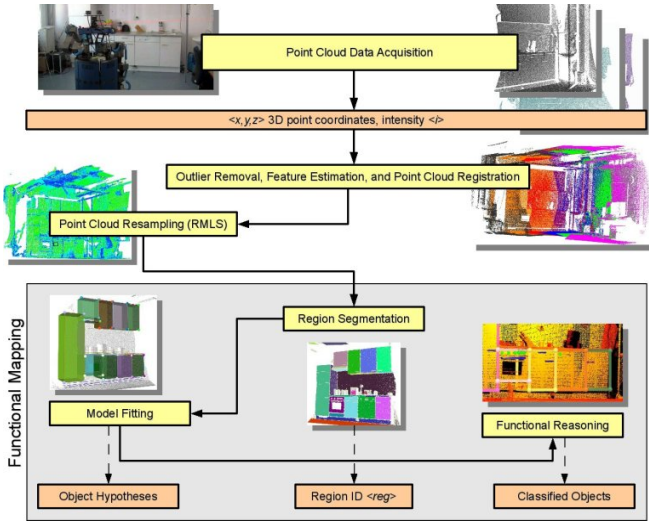 Point Cloud Data Acquisition
<x,y,z> 3D point coordinates, intensity <i>
Outlier Removal, Feature Estimation, and Point Cloud Registration
Point Cloud Resampling (RMLS)
Functional Mapping
Region Segmentation
Model Fitting
Functional Reasoning
Object Hypotheses
Region ID <reg>
Classified Objects